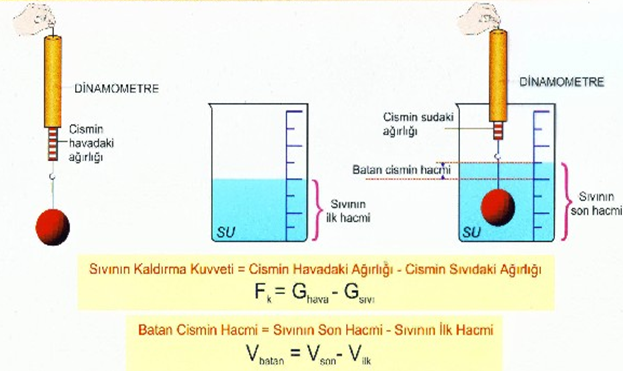 DİNAMOMETRE
Cismin
havadaki
ağırlığı
SU
Sıvının
ilk hacmi
DİNAMOMETRE
Cismin sudaki
ağırlığı
Batan cismin hacmi
SU
Sıvının
son hacmi
Sıvının Kaldırma Kuvveti = Cismin Havadaki Ağırlığı - Cismin Sıvıdaki Ağırlığı
Fk = Ghava - Gsıvı
Batan Cismin Hacmi = Sıvının Son Hacmi - Sıvının İlk Hacmi
Vbatan = Vson - Vilk